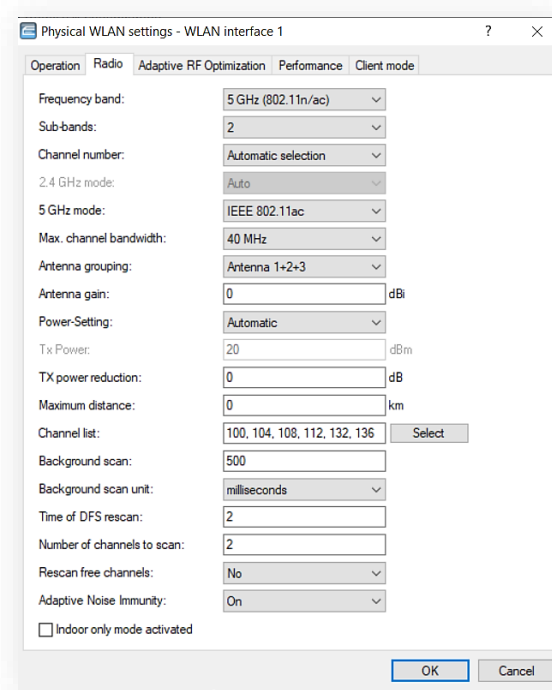 Physical WLAN settings - WLAN interface 1 ? ×
Operation Radio Adaptive RF Optimization Performance Client mode
Frequency band: 5 GHz (802.11n/ac)
Sub-bands: 2
Channel number: Automatic selection
2.4 GHz mode: Auto
5 GHz mode: IEEE 802.11ac
Max. channel bandwidth: 40 MHz
Antenna grouping: Antenna 1+2+3
Antenna gain: 0 dBi
Power-Setting: Automatic
Tx Power: 20 dBm
TX power reduction: 0 dB
Maximum distance: 0 km
Channel list: 100, 104, 108, 112, 132, 136 Select
Background scan: 500
Background scan unit: milliseconds
Time of DFS rescan: 2
Number of channels to scan: 2
Rescan free channels: No
Adaptive Noise Immunity: On
Indoor only mode activated
OK Cancel